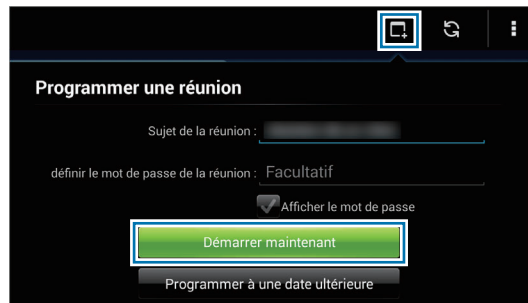 Programmer une réunion
Sujet de la réunion :
définir le mot de passe de la réunion : Facultatif
Afficher le mot de passe
Démarrer maintenant
Programmer à une date ultérieure